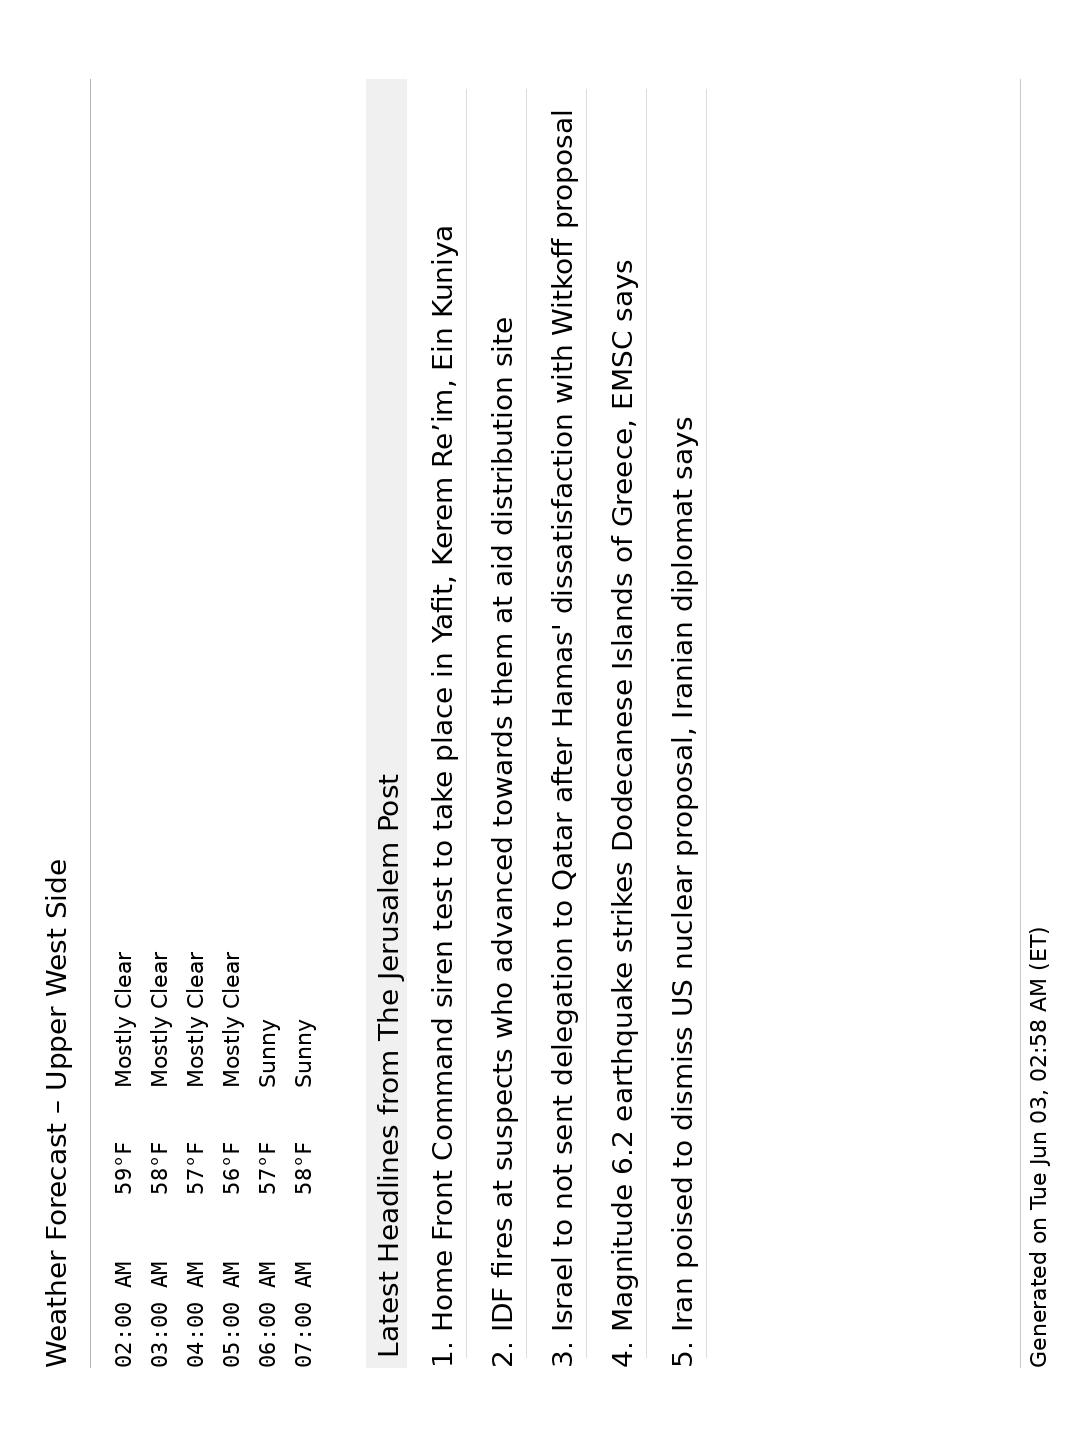 Weather Forecast – Upper West Side
02:00 AM 59°F Mostly Clear
03:00 AM 58°F Mostly Clear
04:00 AM 57°F Mostly Clear
05:00 AM 56°F Mostly Clear
06:00 AM 57°F Sunny
07:00 AM 58°F Sunny
Latest Headlines from The Jerusalem Post
1. Home Front Command siren test to take place in Yafit, Kerem Re’im, Ein Kuniya
2. IDF fires at suspects who advanced towards them at aid distribution site
3. Israel to not sent delegation to Qatar after Hamas' dissatisfaction with Witkoff proposal
4. Magnitude 6.2 earthquake strikes Dodecanese Islands of Greece, EMSC says
5. Iran poised to dismiss US nuclear proposal, Iranian diplomat says
Generated on Tue Jun 03, 02:58 AM (ET)